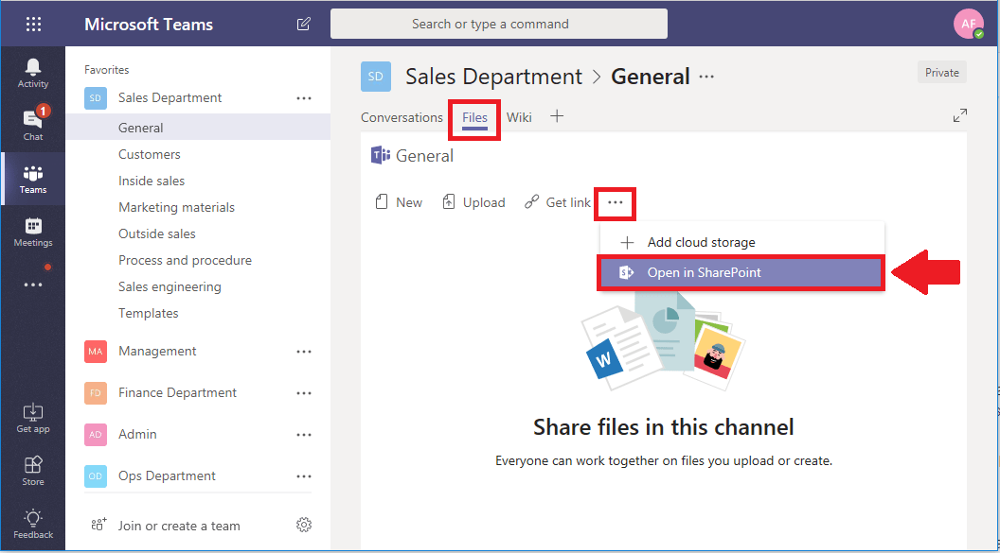 Microsoft Teams
Search or type a command
AF
Activity
1
Chat
Teams
Meetings
Get app
Store
Feedback
Favorites
SD Sales Department
General
Customers
Inside sales
Marketing materials
Outside sales
Process and procedure
Sales engineering
Templates
MA Management
FD Finance Department
AD Admin
OD Ops Department
Join or create a team
SD Sales Department > General ...
Private
Conversations Files Wiki +
General
New Upload Get link ...
Add cloud storage
Open in SharePoint
W
Share files in this channel
Everyone can work together on files you upload or create.